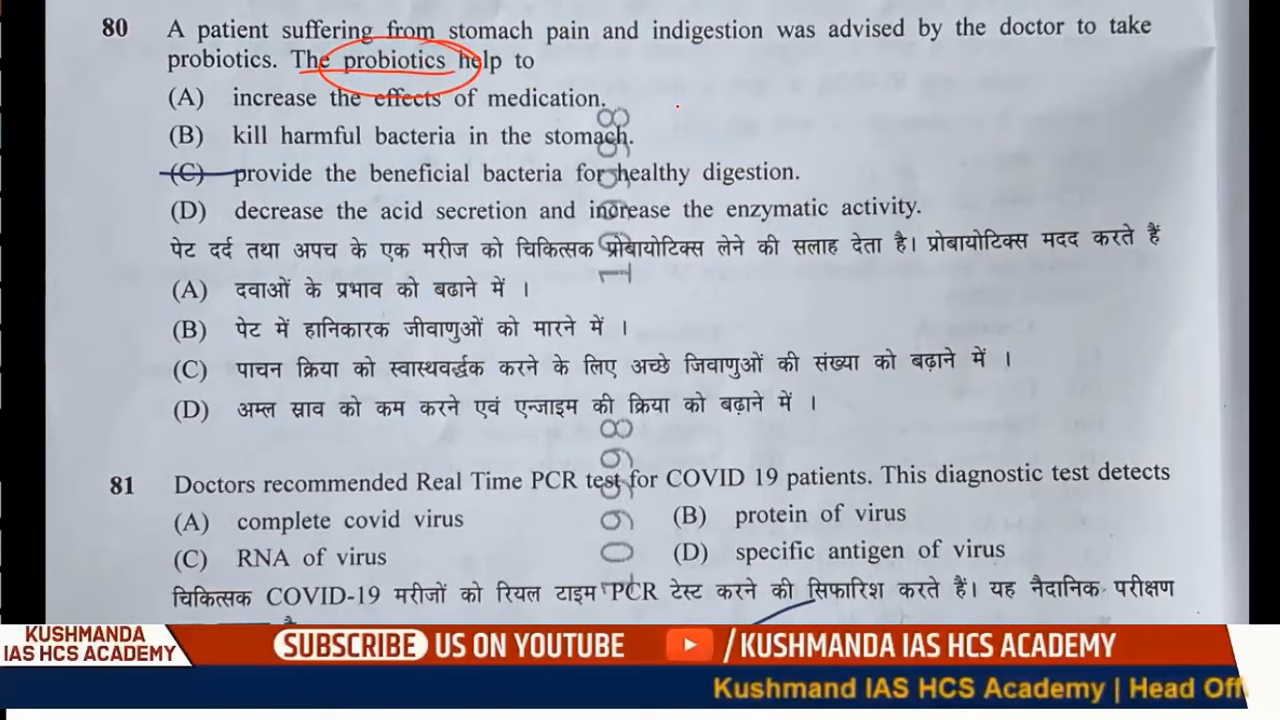 80 A patient suffering from stomach pain and indigestion was advised by the doctor to take
probiotics. The probiotics help to
(A) increase the effects of medication.
(B) kill harmful bacteria in the stomach.
(C) provide the beneficial bacteria for healthy digestion.
(D) decrease the acid secretion and increase the enzymatic activity.
पेट दर्द तथा अपच के एक मरीज को चिकित्सक प्रोबायोटिक्स लेने की सलाह देता है। प्रोबायोटिक्स मदद करते हैं
(A) दवाओं के प्रभाव को बढाने में ।
(B) पेट में हानिकारक जीवाणुओं को मारने में ।
(C) पाचन क्रिया को स्वास्थवर्द्धक करने के लिए अच्छे जिवाणुओं की संख्या को बढ़ाने में ।
(D) अम्ल स्राव को कम करने एवं एन्जाइम की क्रिया को बढ़ाने में ।
81 Doctors recommended Real Time PCR test for COVID 19 patients. This diagnostic test detects
(A) complete covid virus (B) protein of virus
(C) RNA of virus (D) specific antigen of virus
चिकित्सक COVID-19 मरीजों को रियल टाइम PCR टेस्ट करने की सिफारिश करते हैं। यह नैदानिक परीक्षण
KUSHMANDA
IAS HCS ACADEMY
SUBSCRIBE US ON YOUTUBE /KUSHMANDA IAS HCS ACADEMY
Kushmand IAS HCS Academy | Head Off